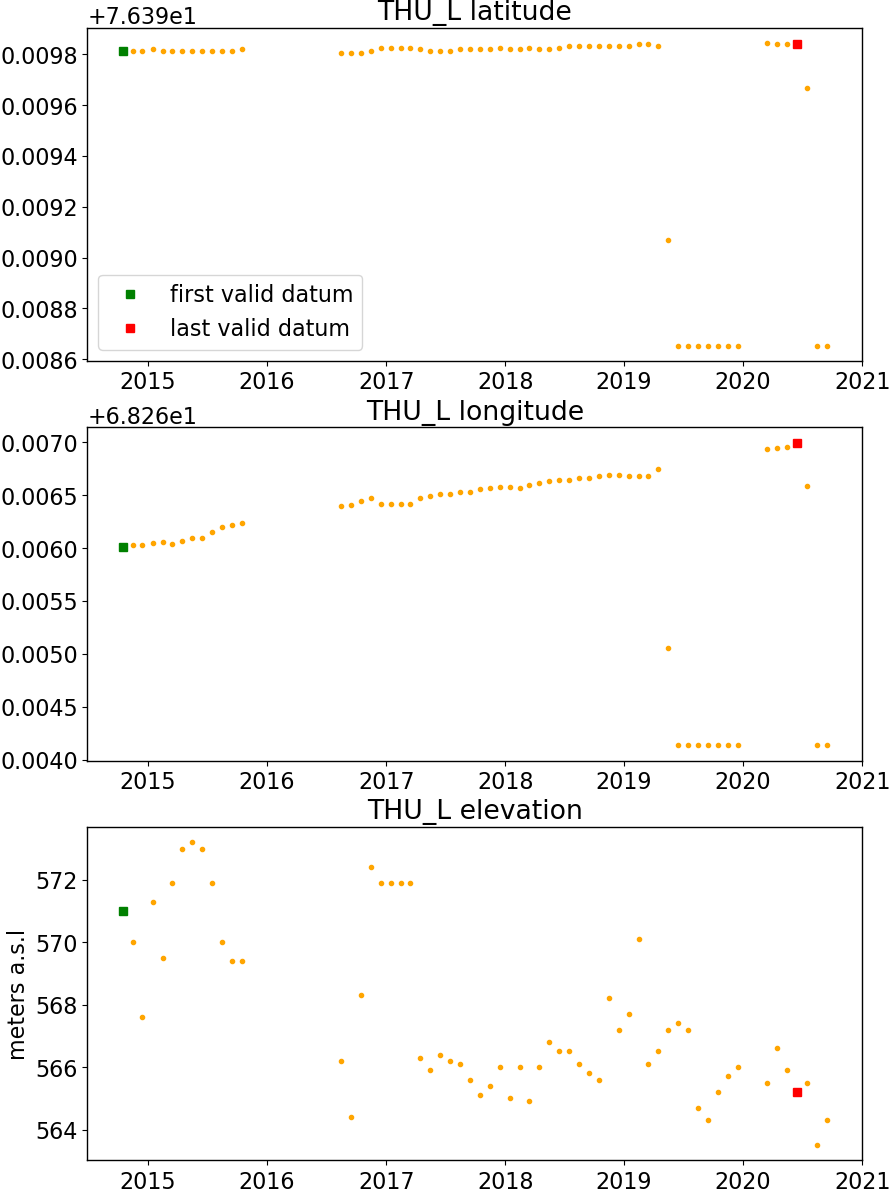 THU_L latitude
+7.639e1
0.0098
0.0096
0.0094
0.0092
0.0090
0.0088
0.0086
first valid datum
last valid datum
2015 2016 2017 2018 2019 2020 2021
THU_L longitude
+6.826e1
0.0070
0.0065
0.0060
0.0055
0.0050
0.0045
0.0040
2015 2016 2017 2018 2019 2020 2021
THU_L elevation
meters a.s.l
572
570
568
566
564
2015 2016 2017 2018 2019 2020 2021